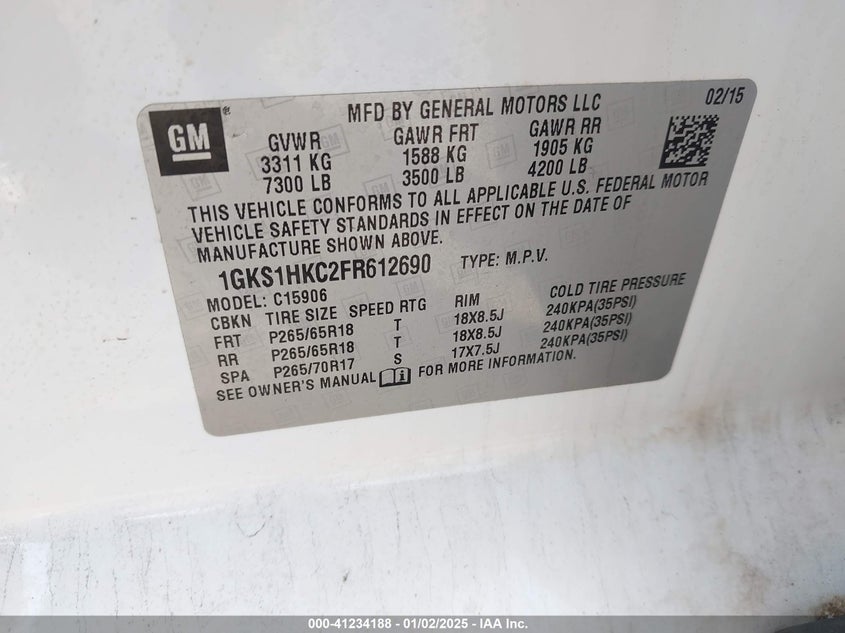 MFD BY GENERAL MOTORS LLC 02/15
GM®
GVWR GAWR FRT GAWR RR
3311 KG 1588 KG 1905 KG
7300 LB 3500 LB 4200 LB
THIS VEHICLE CONFORMS TO ALL APPLICABLE U.S. FEDERAL MOTOR
VEHICLE SAFETY STANDARDS IN EFFECT ON THE DATE OF
MANUFACTURE SHOWN ABOVE.
1GKS1HKC2FR612690 TYPE: M.P.V.
MODEL: C15906
CBKN TIRE SIZE SPEED RTG RIM COLD TIRE PRESSURE
FRT P265/65R18 T 18X8.5J 240KPA(35PSI)
RR P265/65R18 T 18X8.5J 240KPA(35PSI)
SPA P265/70R17 S 17X7.5J 240KPA(35PSI)
SEE OWNER'S MANUAL FOR MORE INFORMATION.
000-41234188 - 01/02/2025 - IAA Inc.